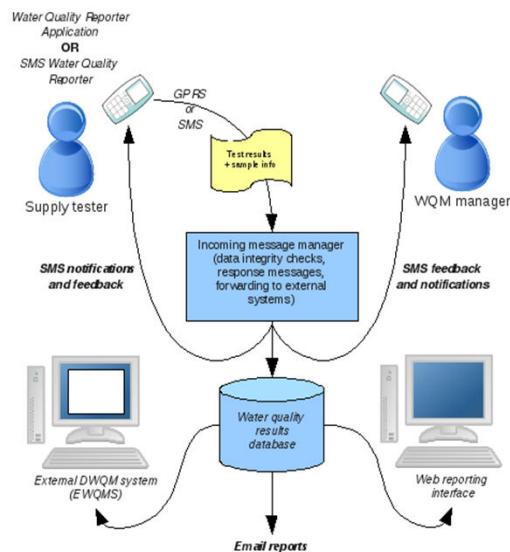 Water Quality Reporter
Application
OR
SMS Water Quality
Reporter
GPRS
or
SMS
Test results
+ sample info
Supply tester
WQM manager
Incoming message manager
(data integrity checks,
response messages,
forwarding to external
systems)
SMS notifications
and feedback
SMS feedback
and notifications
Water quality
results
database
External DWQM system
(EWQMS)
Web reporting
interface
Email reports